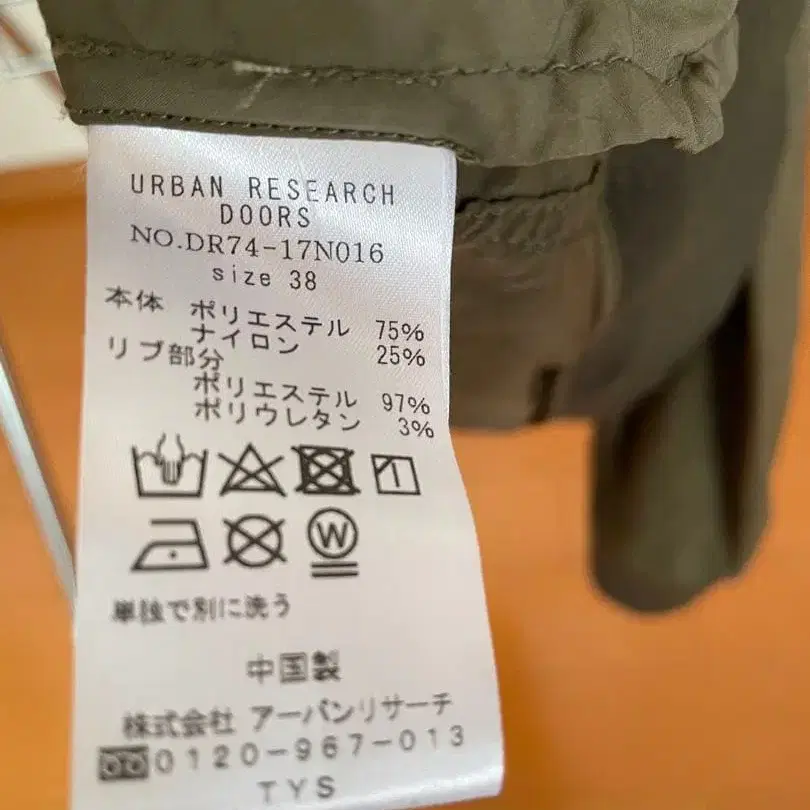 URBAN RESEARCH
DOORS
NO.DR74-17N016
size 38
本体 ポリエステル 75%
ナイロン 25%
リブ部分
ポリエステル 97%
ポリウレタン 3%
W
単独で別に洗う
中国製
株式会社 アーバンリサーチ
0120-967-013
TYS